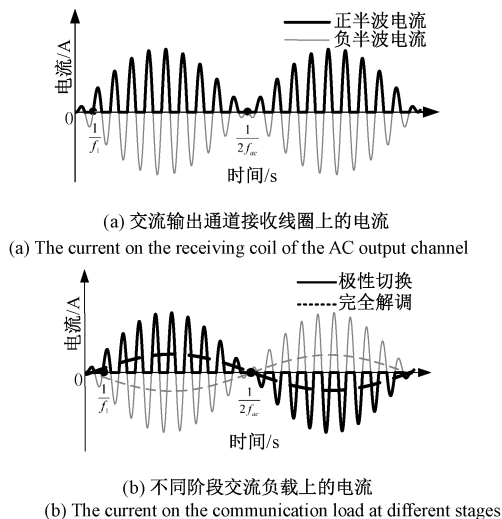 正半波电流
负半波电流
电流/A
0
1/f₁
1/2fₐc
时间/s
(a) 交流输出通道接收线圈上的电流
(a) The current on the receiving coil of the AC output channel
极性切换
完全解调
电流/A
0
1/f₁
1/2fₐc
时间/s
(b) 不同阶段交流负载上的电流
(b) The current on the communication load at different stages